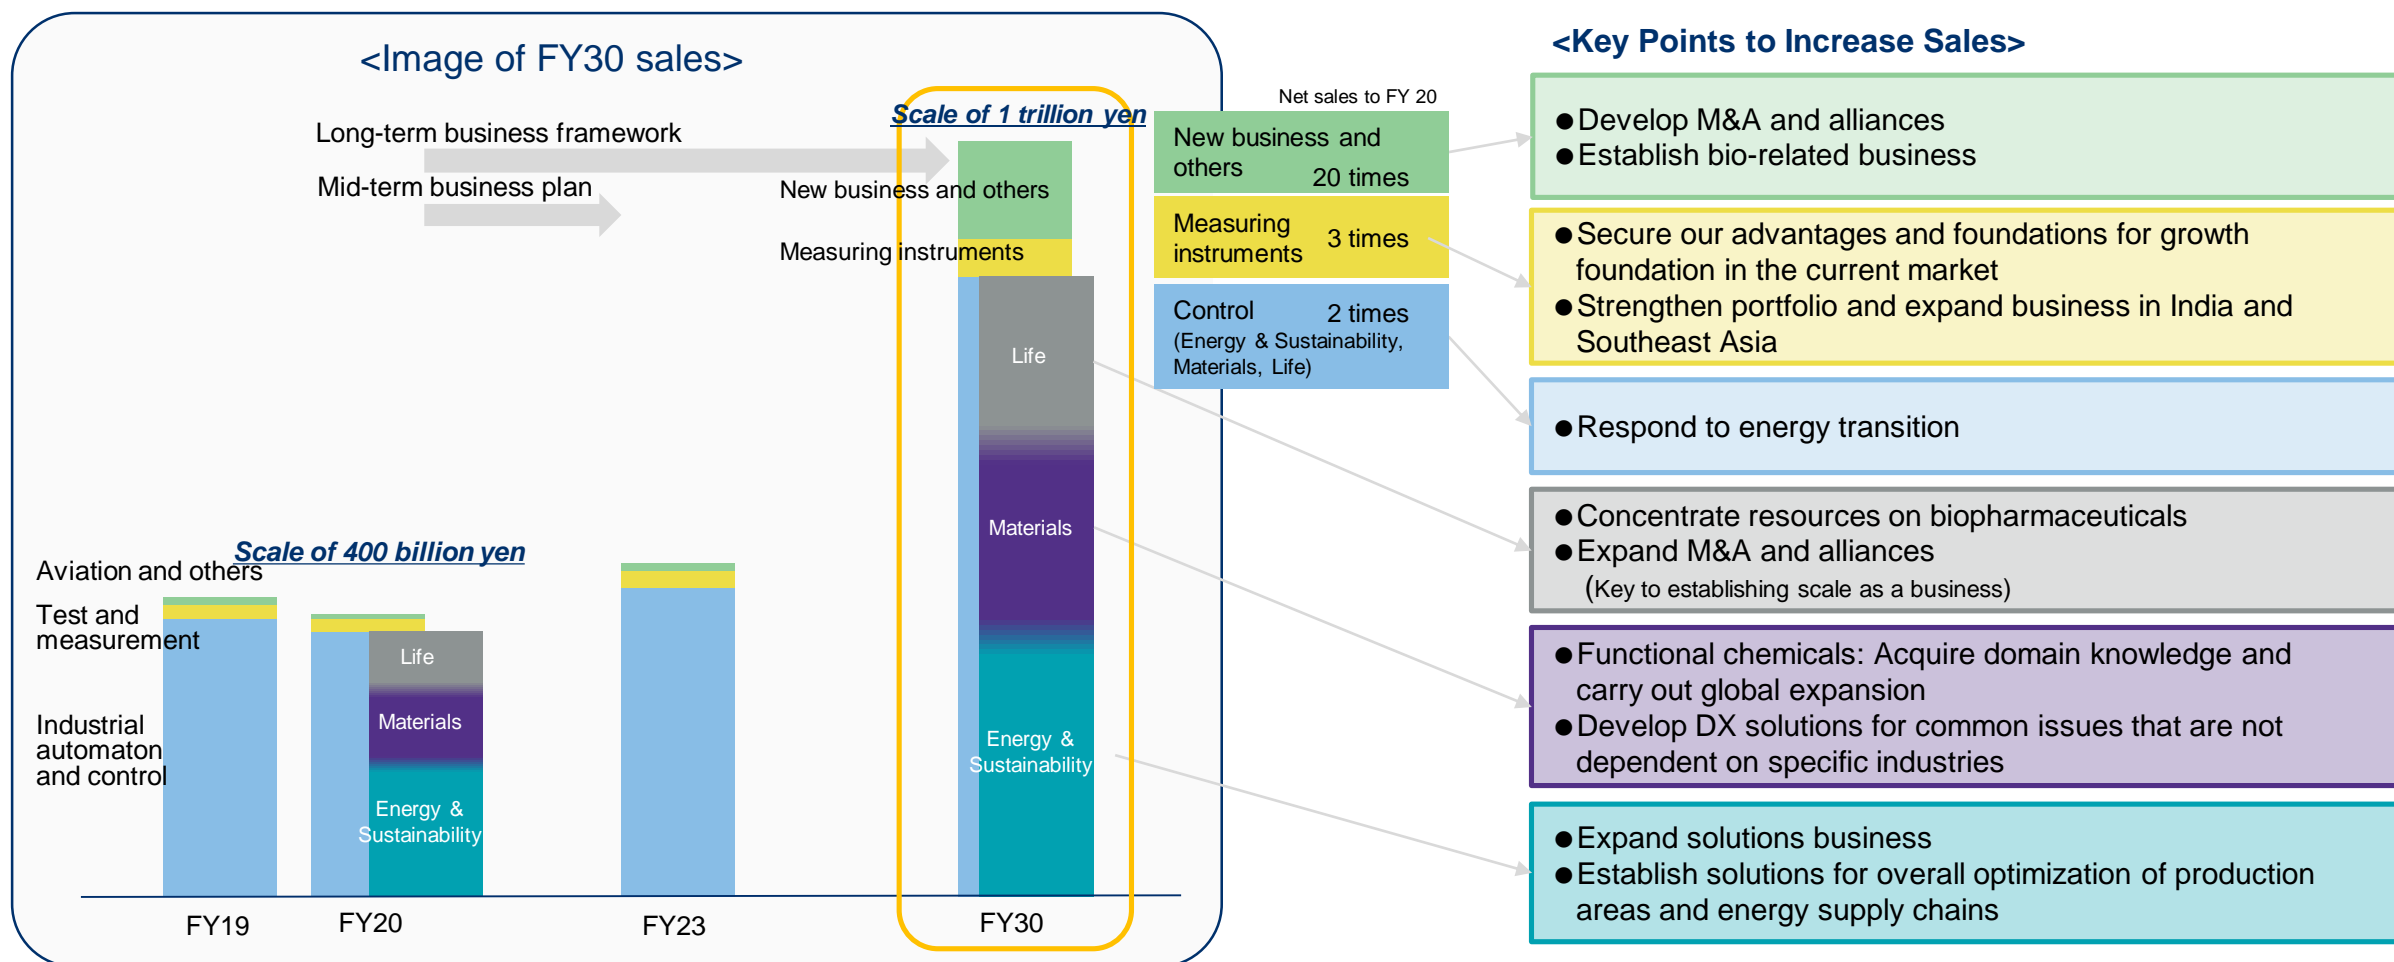 <Image of FY30 sales>
Scale of 1 trillion yen
Long-term business framework
Mid-term business plan
New business and others
Measuring instruments
Life
Materials
Energy &
Sustainability
Scale of 400 billion yen
Aviation and others
Test and
measurement
Industrial
automaton
and control
Life
Materials
Energy &
Sustainability
FY19
FY20
FY23
FY30
Net sales to FY 20
New business and
others 20 times
Measuring
instruments 3 times
Control 2 times
(Energy & Sustainability,
Materials, Life)
<Key Points to Increase Sales>
●Develop M&A and alliances
●Establish bio-related business
●Secure our advantages and foundations for growth
foundation in the current market
●Strengthen portfolio and expand business in India and
Southeast Asia
●Respond to energy transition
●Concentrate resources on biopharmaceuticals
●Expand M&A and alliances
(Key to establishing scale as a business)
●Functional chemicals: Acquire domain knowledge and
carry out global expansion
●Develop DX solutions for common issues that are not
dependent on specific industries
●Expand solutions business
●Establish solutions for overall optimization of production
areas and energy supply chains